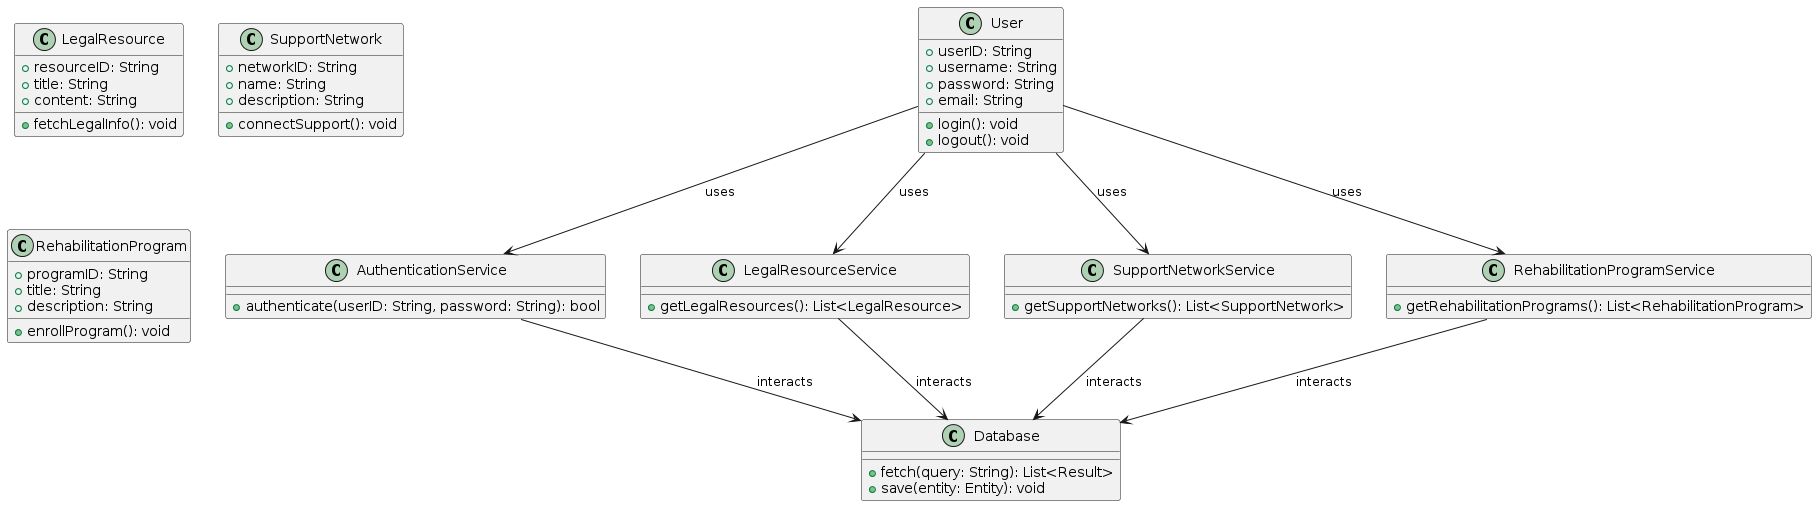 C LegalResource
resourceID: String
title: String
content: String
fetchLegalInfo(): void
C SupportNetwork
networkID: String
name: String
description: String
connectSupport(): void
C User
userID: String
username: String
password: String
email: String
login(): void
logout(): void
uses
uses
uses
uses
C RehabilitationProgram
programID: String
title: String
description: String
enrollProgram(): void
C AuthenticationService
authenticate(userID: String, password: String): bool
C LegalResourceService
getLegalResources(): List<LegalResource>
C SupportNetworkService
getSupportNetworks(): List<SupportNetwork>
C RehabilitationProgramService
getRehabilitationPrograms(): List<RehabilitationProgram>
interacts
interacts
interacts
interacts
C Database
fetch(query: String): List<Result>
save(entity: Entity): void